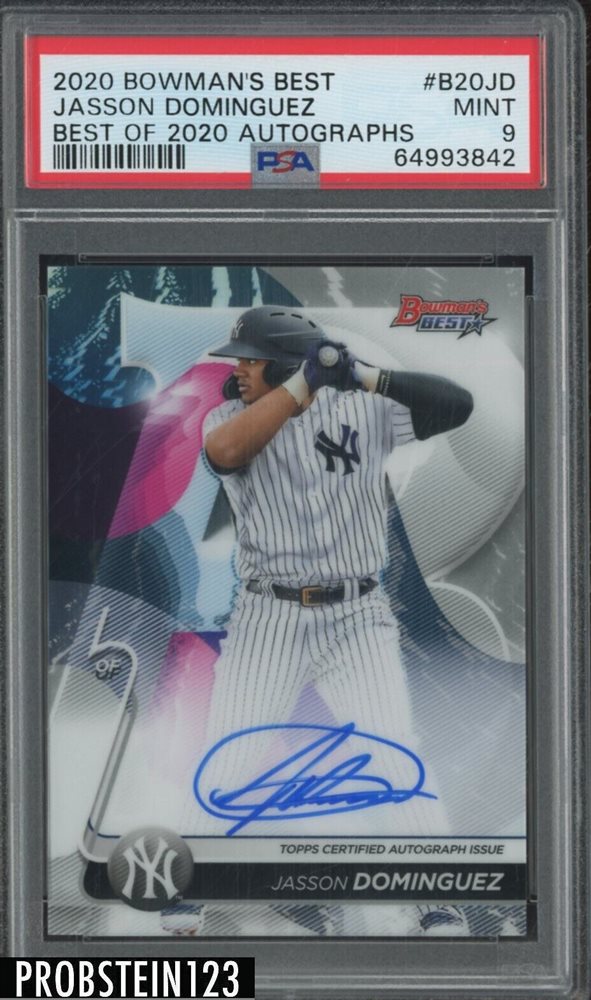 2020 BOWMAN'S BEST #B20JD
JASSON DOMINGUEZ MINT
BEST OF 2020 AUTOGRAPHS 9
PSA 64993842
Bowman's
BEST
NY
NY
OF
TOPPS CERTIFIED AUTOGRAPH ISSUE
NY
JASSON DOMINGUEZ
PROBSTEIN123